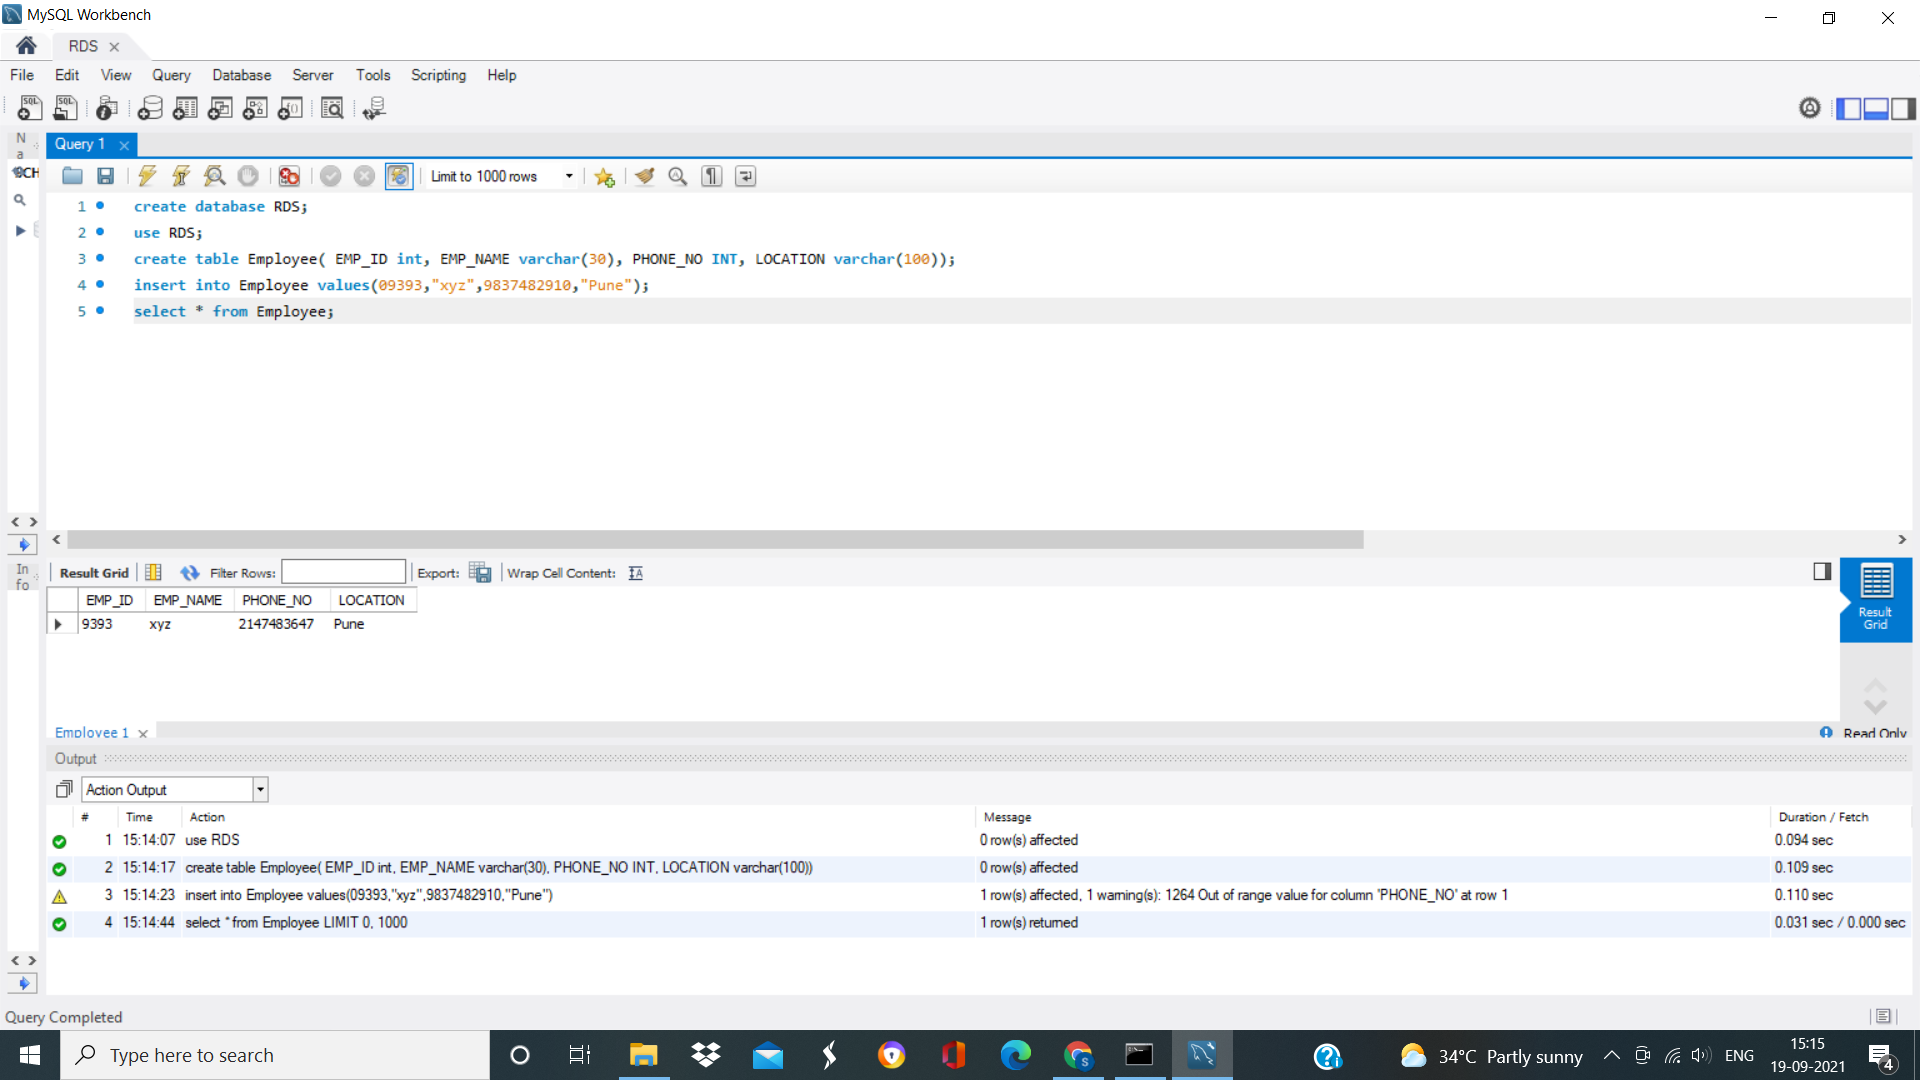 MySQL Workbench
RDS
File Edit View Query Database Server Tools Scripting Help
Na
Query 1
SCH
Limit to 1000 rows
1 create database RDS;
2 use RDS;
3 create table Employee( EMP_ID int, EMP_NAME varchar(30), PHONE_NO INT, LOCATION varchar(100));
4 insert into Employee values(09393,"xyz",9837482910,"Pune");
5 select * from Employee;
Info
Result Grid Filter Rows: Export: Wrap Cell Content:
EMP_ID EMP_NAME PHONE_NO LOCATION
9393 xyz 2147483647 Pune
Result
Grid
Employee 1
Read Only
Output
Action Output
# Time Action Message Duration / Fetch
1 15:14:07 use RDS 0 row(s) affected 0.094 sec
2 15:14:17 create table Employee( EMP_ID int, EMP_NAME varchar(30), PHONE_NO INT, LOCATION varchar(100)) 0 row(s) affected 0.109 sec
3 15:14:23 insert into Employee values(09393,"xyz",9837482910,"Pune") 1 row(s) affected, 1 warning(s): 1264 Out of range value for column 'PHONE_NO' at row 1 0.110 sec
4 15:14:44 select * from Employee LIMIT 0, 1000 1 row(s) returned 0.031 sec / 0.000 sec
Query Completed
Type here to search
34°C Partly sunny
ENG
15:15
19-09-2021
4